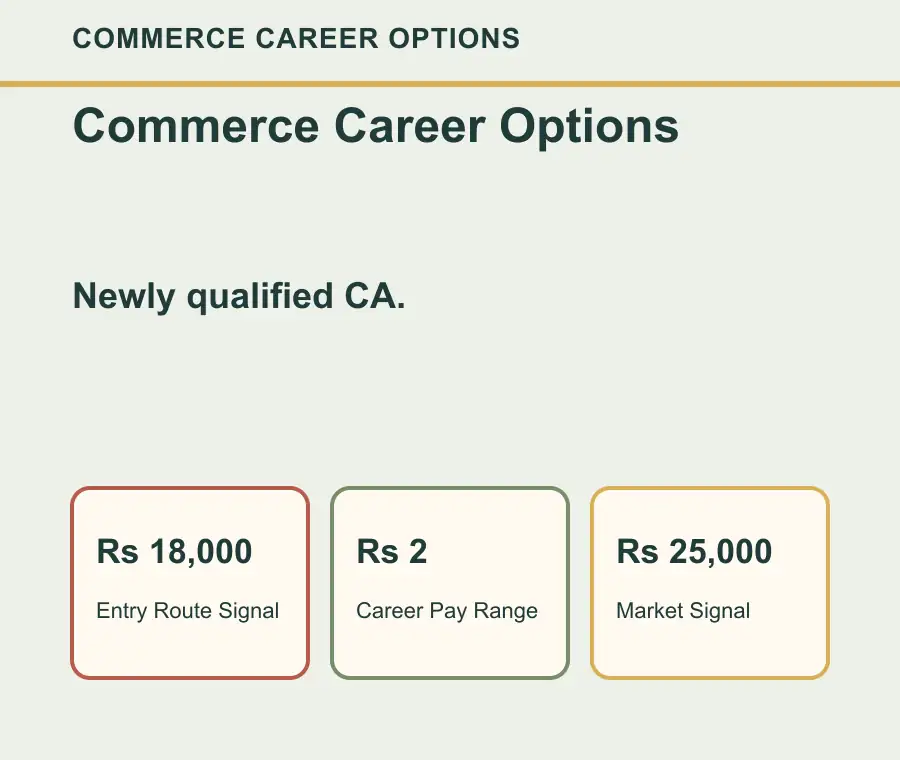 COMMERCE CAREER OPTIONS
Commerce Career Options
Newly qualified CA.
Rs 18,000
Entry Route Signal
Rs 2
Career Pay Range
Rs 25,000
Market Signal